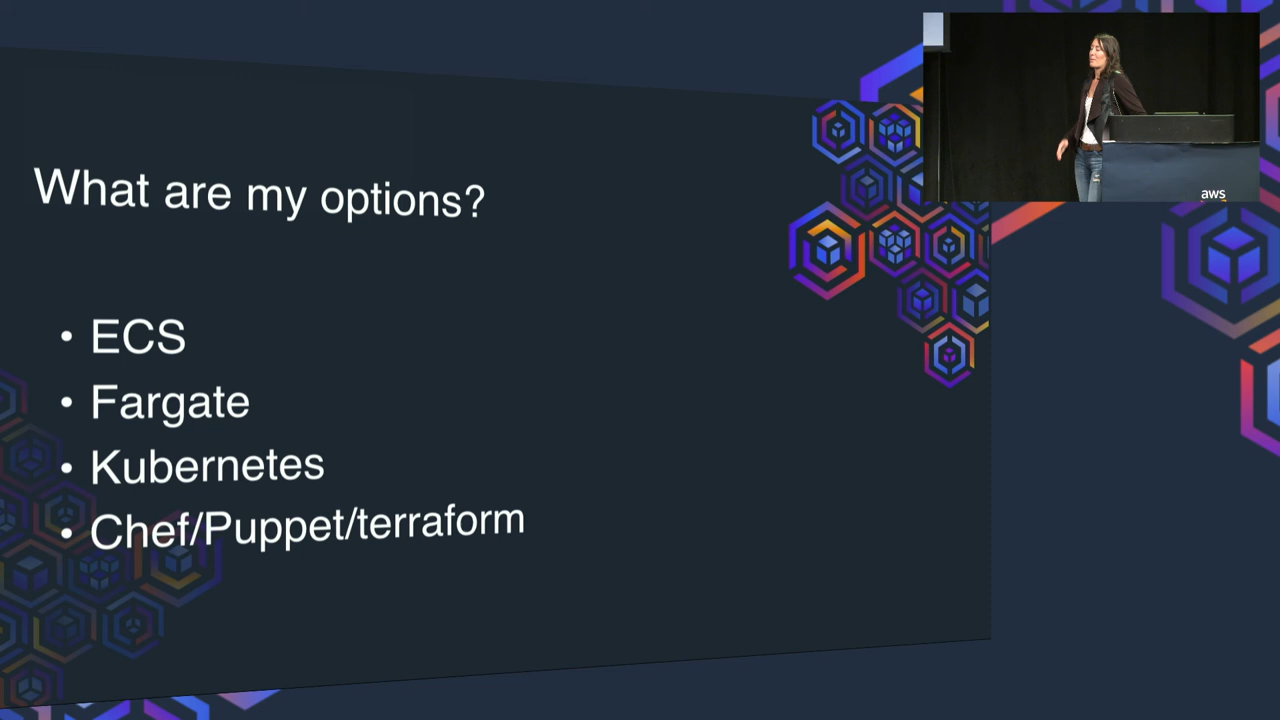 What are my options?
• ECS
• Fargate
• Kubernetes
• Chef/Puppet/terraform
aws